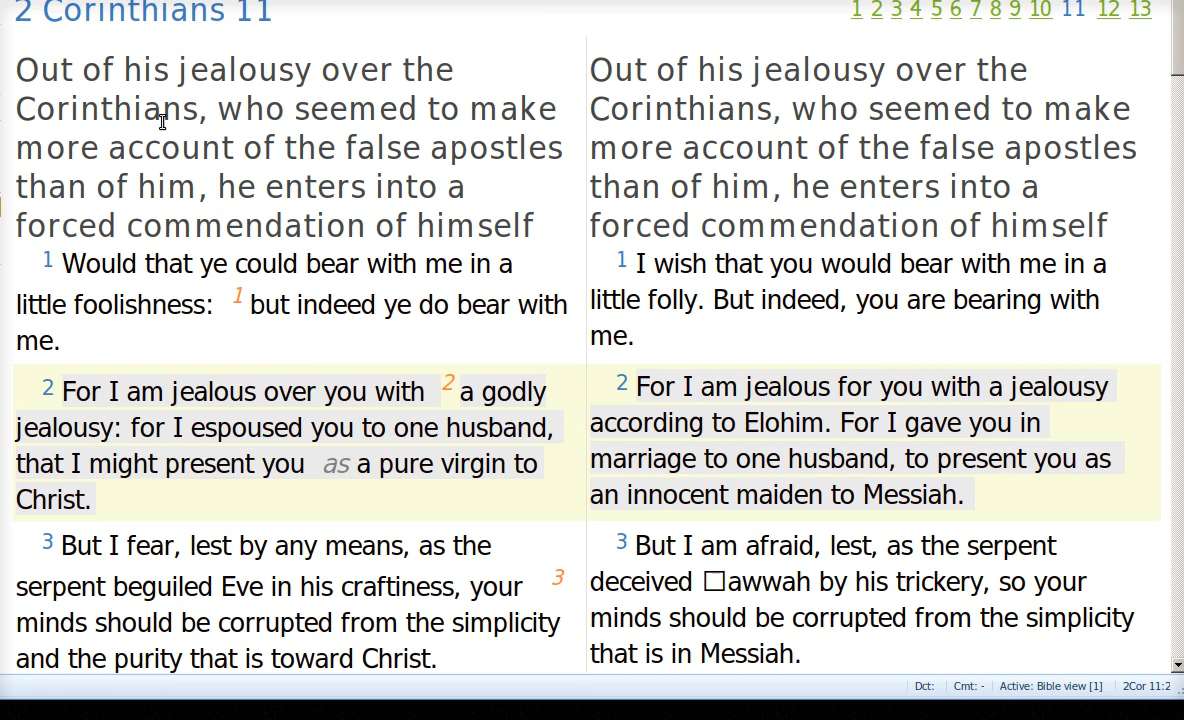 2 Corinthians 11
1 2 3 4 5 6 7 8 9 10 11 12 13
Out of his jealousy over the
Corinthians, who seemed to make
more account of the false apostles
than of him, he enters into a
forced commendation of himself
1 Would that ye could bear with me in a
little foolishness: 1 but indeed ye do bear with
me.
2 For I am jealous over you with 2 a godly
jealousy: for I espoused you to one husband,
that I might present you as a pure virgin to
Christ.
3 But I fear, lest by any means, as the
serpent beguiled Eve in his craftiness, your 3
minds should be corrupted from the simplicity
and the purity that is toward Christ.
Out of his jealousy over the
Corinthians, who seemed to make
more account of the false apostles
than of him, he enters into a
forced commendation of himself
1 I wish that you would bear with me in a
little folly. But indeed, you are bearing with
me.
2 For I am jealous for you with a jealousy
according to Elohim. For I gave you in
marriage to one husband, to present you as
an innocent maiden to Messiah.
3 But I am afraid, lest, as the serpent
deceived □awwah by his trickery, so your
minds should be corrupted from the simplicity
that is in Messiah.
Dct: Cmt: - Active: Bible view [1] 2Cor 11:2